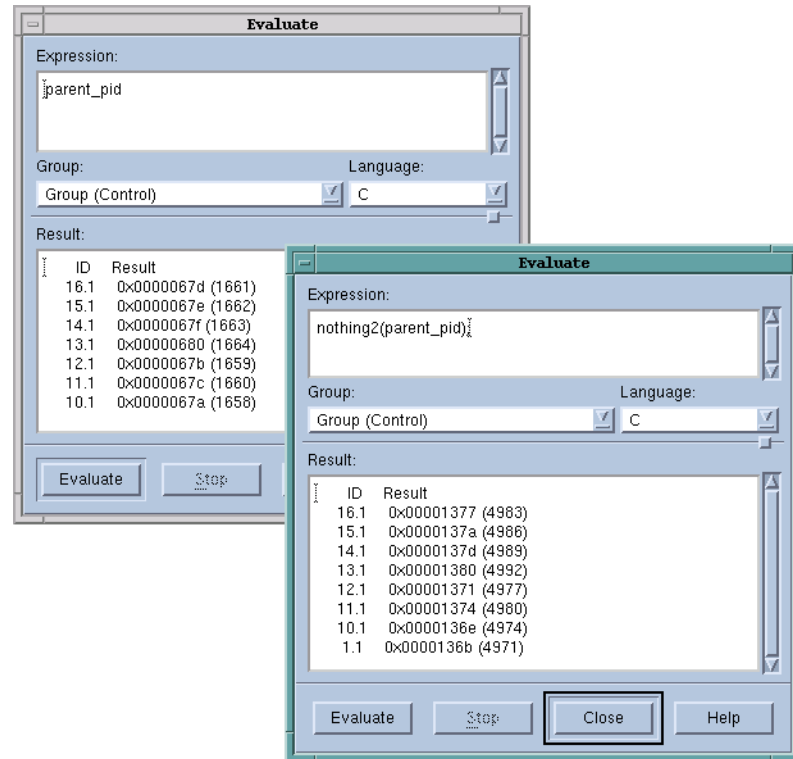 Evaluate
Expression:
parent_pid
Group: Language:
Group (Control) C
Result:
ID Result
16.1 0x0000067d (1661)
15.1 0x0000067e (1662)
14.1 0x0000067f (1663)
13.1 0x00000680 (1664)
12.1 0x0000067b (1659)
11.1 0x0000067c (1660)
10.1 0x0000067a (1658)
Evaluate Stop
Evaluate
Expression:
nothing2(parent_pid);
Group: Language:
Group (Control) C
Result:
ID Result
16.1 0x00001377 (4983)
15.1 0x0000137a (4986)
14.1 0x0000137d (4989)
13.1 0x00001380 (4992)
12.1 0x00001371 (4977)
11.1 0x00001374 (4980)
10.1 0x0000136e (4974)
1.1 0x0000136b (4971)
Evaluate Stop Close Help